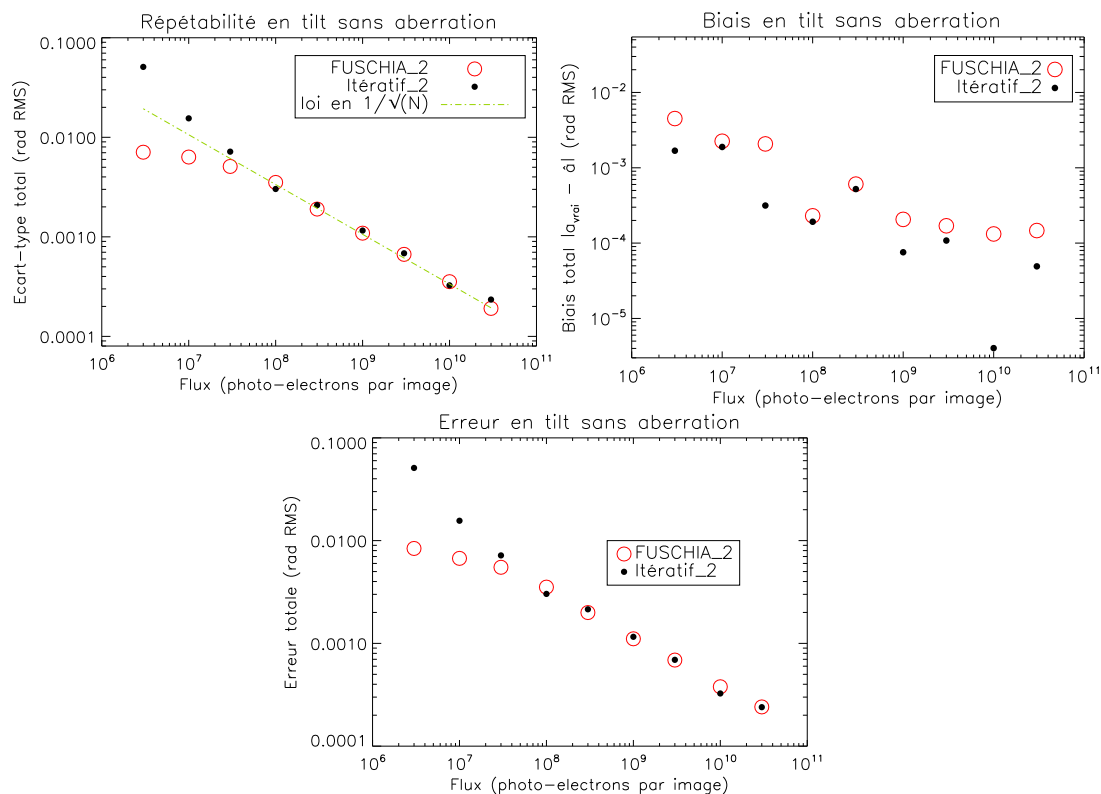 Répétabilité en tilt sans aberration
Ecart-type total (rad RMS)
0.1000
0.0100
0.0010
0.0001
FUSCHIA_2
Itératif_2
loi en 1/√(N)
10⁶ 10⁷ 10⁸ 10⁹ 10¹⁰ 10¹¹
Flux (photo-electrons par image)
Biais en tilt sans aberration
Biais total |a_vrai − â| (rad RMS)
10⁻²
10⁻³
10⁻⁴
10⁻⁵
FUSCHIA_2
Itératif_2
10⁶ 10⁷ 10⁸ 10⁹ 10¹⁰ 10¹¹
Flux (photo-electrons par image)
Erreur en tilt sans aberration
Erreur totale (rad RMS)
0.1000
0.0100
0.0010
0.0001
FUSCHIA_2
Itératif_2
10⁶ 10⁷ 10⁸ 10⁹ 10¹⁰ 10¹¹
Flux (photo-electrons par image)